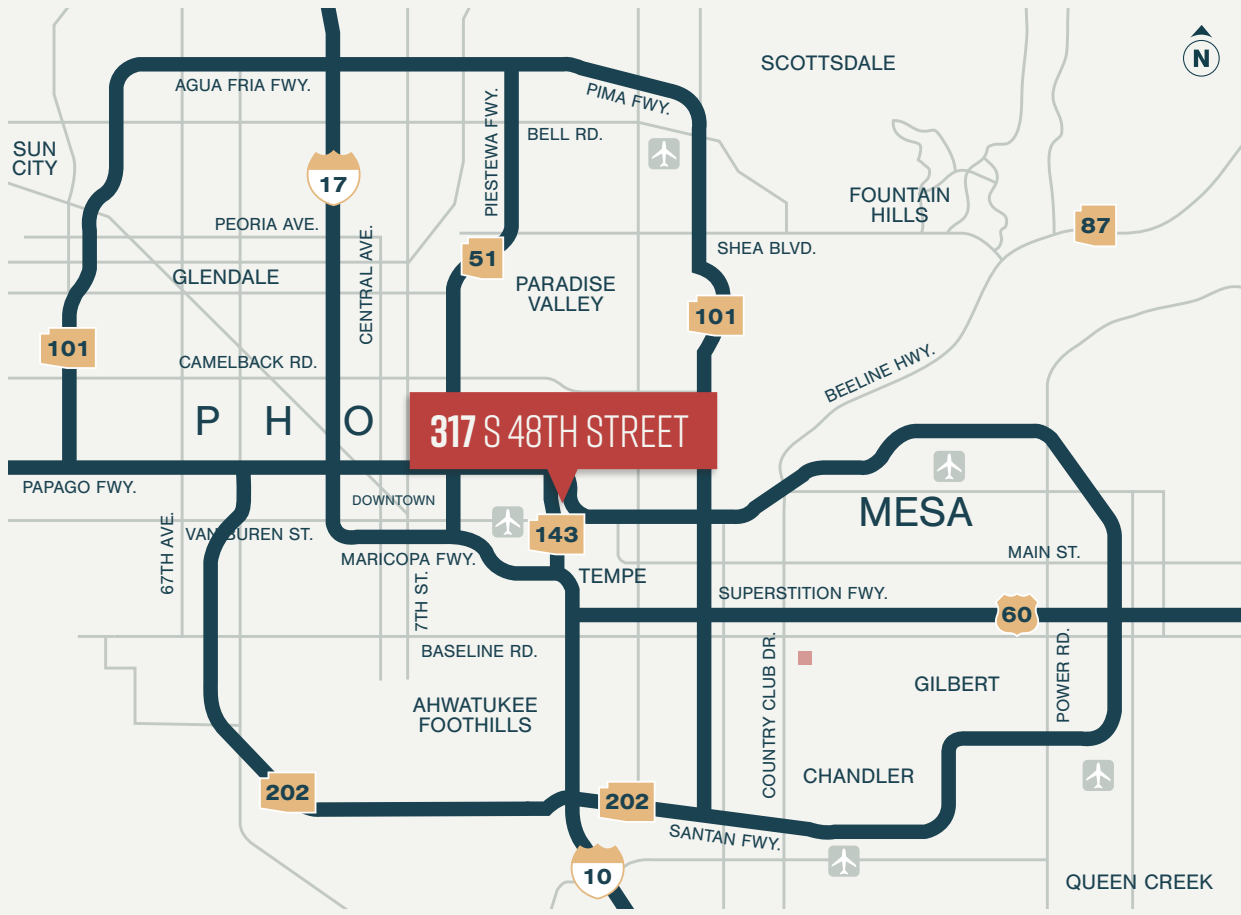 N
SCOTTSDALE
AGUA FRIA FWY.
PIMA FWY.
PIESTEWA FWY.
BELL RD.
SUN
CITY
17
FOUNTAIN
HILLS
PEORIA AVE.
87
CENTRAL AVE.
51
SHEA BLVD.
GLENDALE
PARADISE
VALLEY
101
101
CAMELBACK RD.
BEELINE HWY.
P H O
317 S 48TH STREET
PAPAGO FWY.
DOWNTOWN
MESA
67TH AVE.
VAN BUREN ST.
143
MARICOPA FWY.
MAIN ST.
7TH ST.
TEMPE
SUPERSTITION FWY.
60
BASELINE RD.
COUNTRY CLUB DR.
POWER RD.
GILBERT
AHWATUKEE
FOOTHILLS
CHANDLER
202
202
SANTAN FWY.
10
QUEEN CREEK